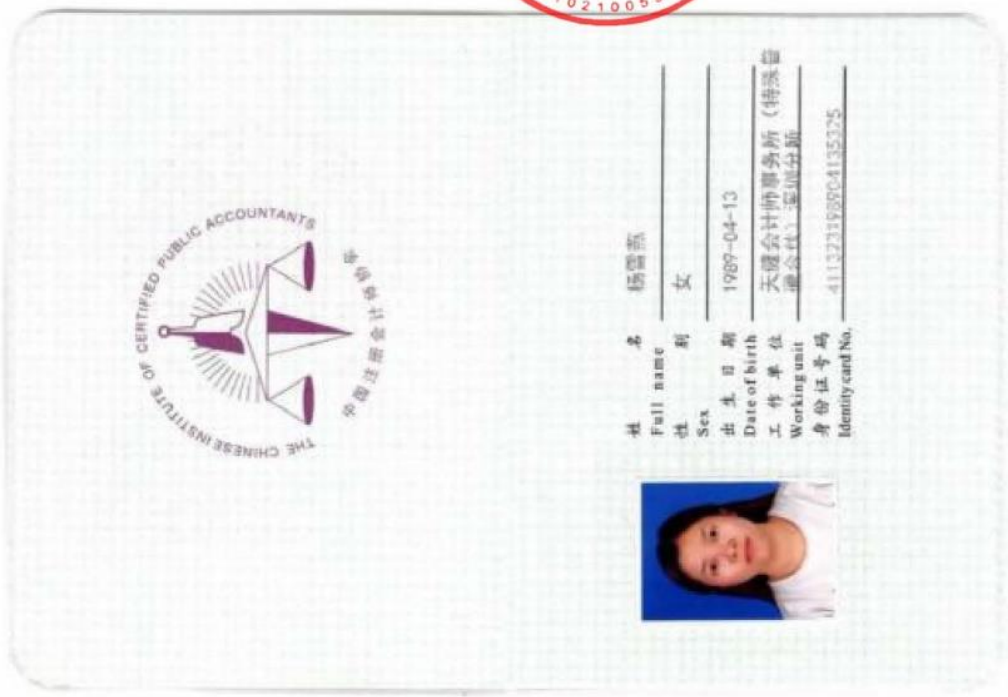 THE CHINESE INSTITUTE OF CERTIFIED PUBLIC ACCOUNTANTS
中国注册会计师协会
姓 名
Full name
杨雪燕
性 别
Sex
女
出 生 日 期
Date of birth
1989-04-13
工 作 单 位
Working unit
天健会计师事务所(特殊普
通合伙)深圳分所
身 份 证 号 码
Identity card No.